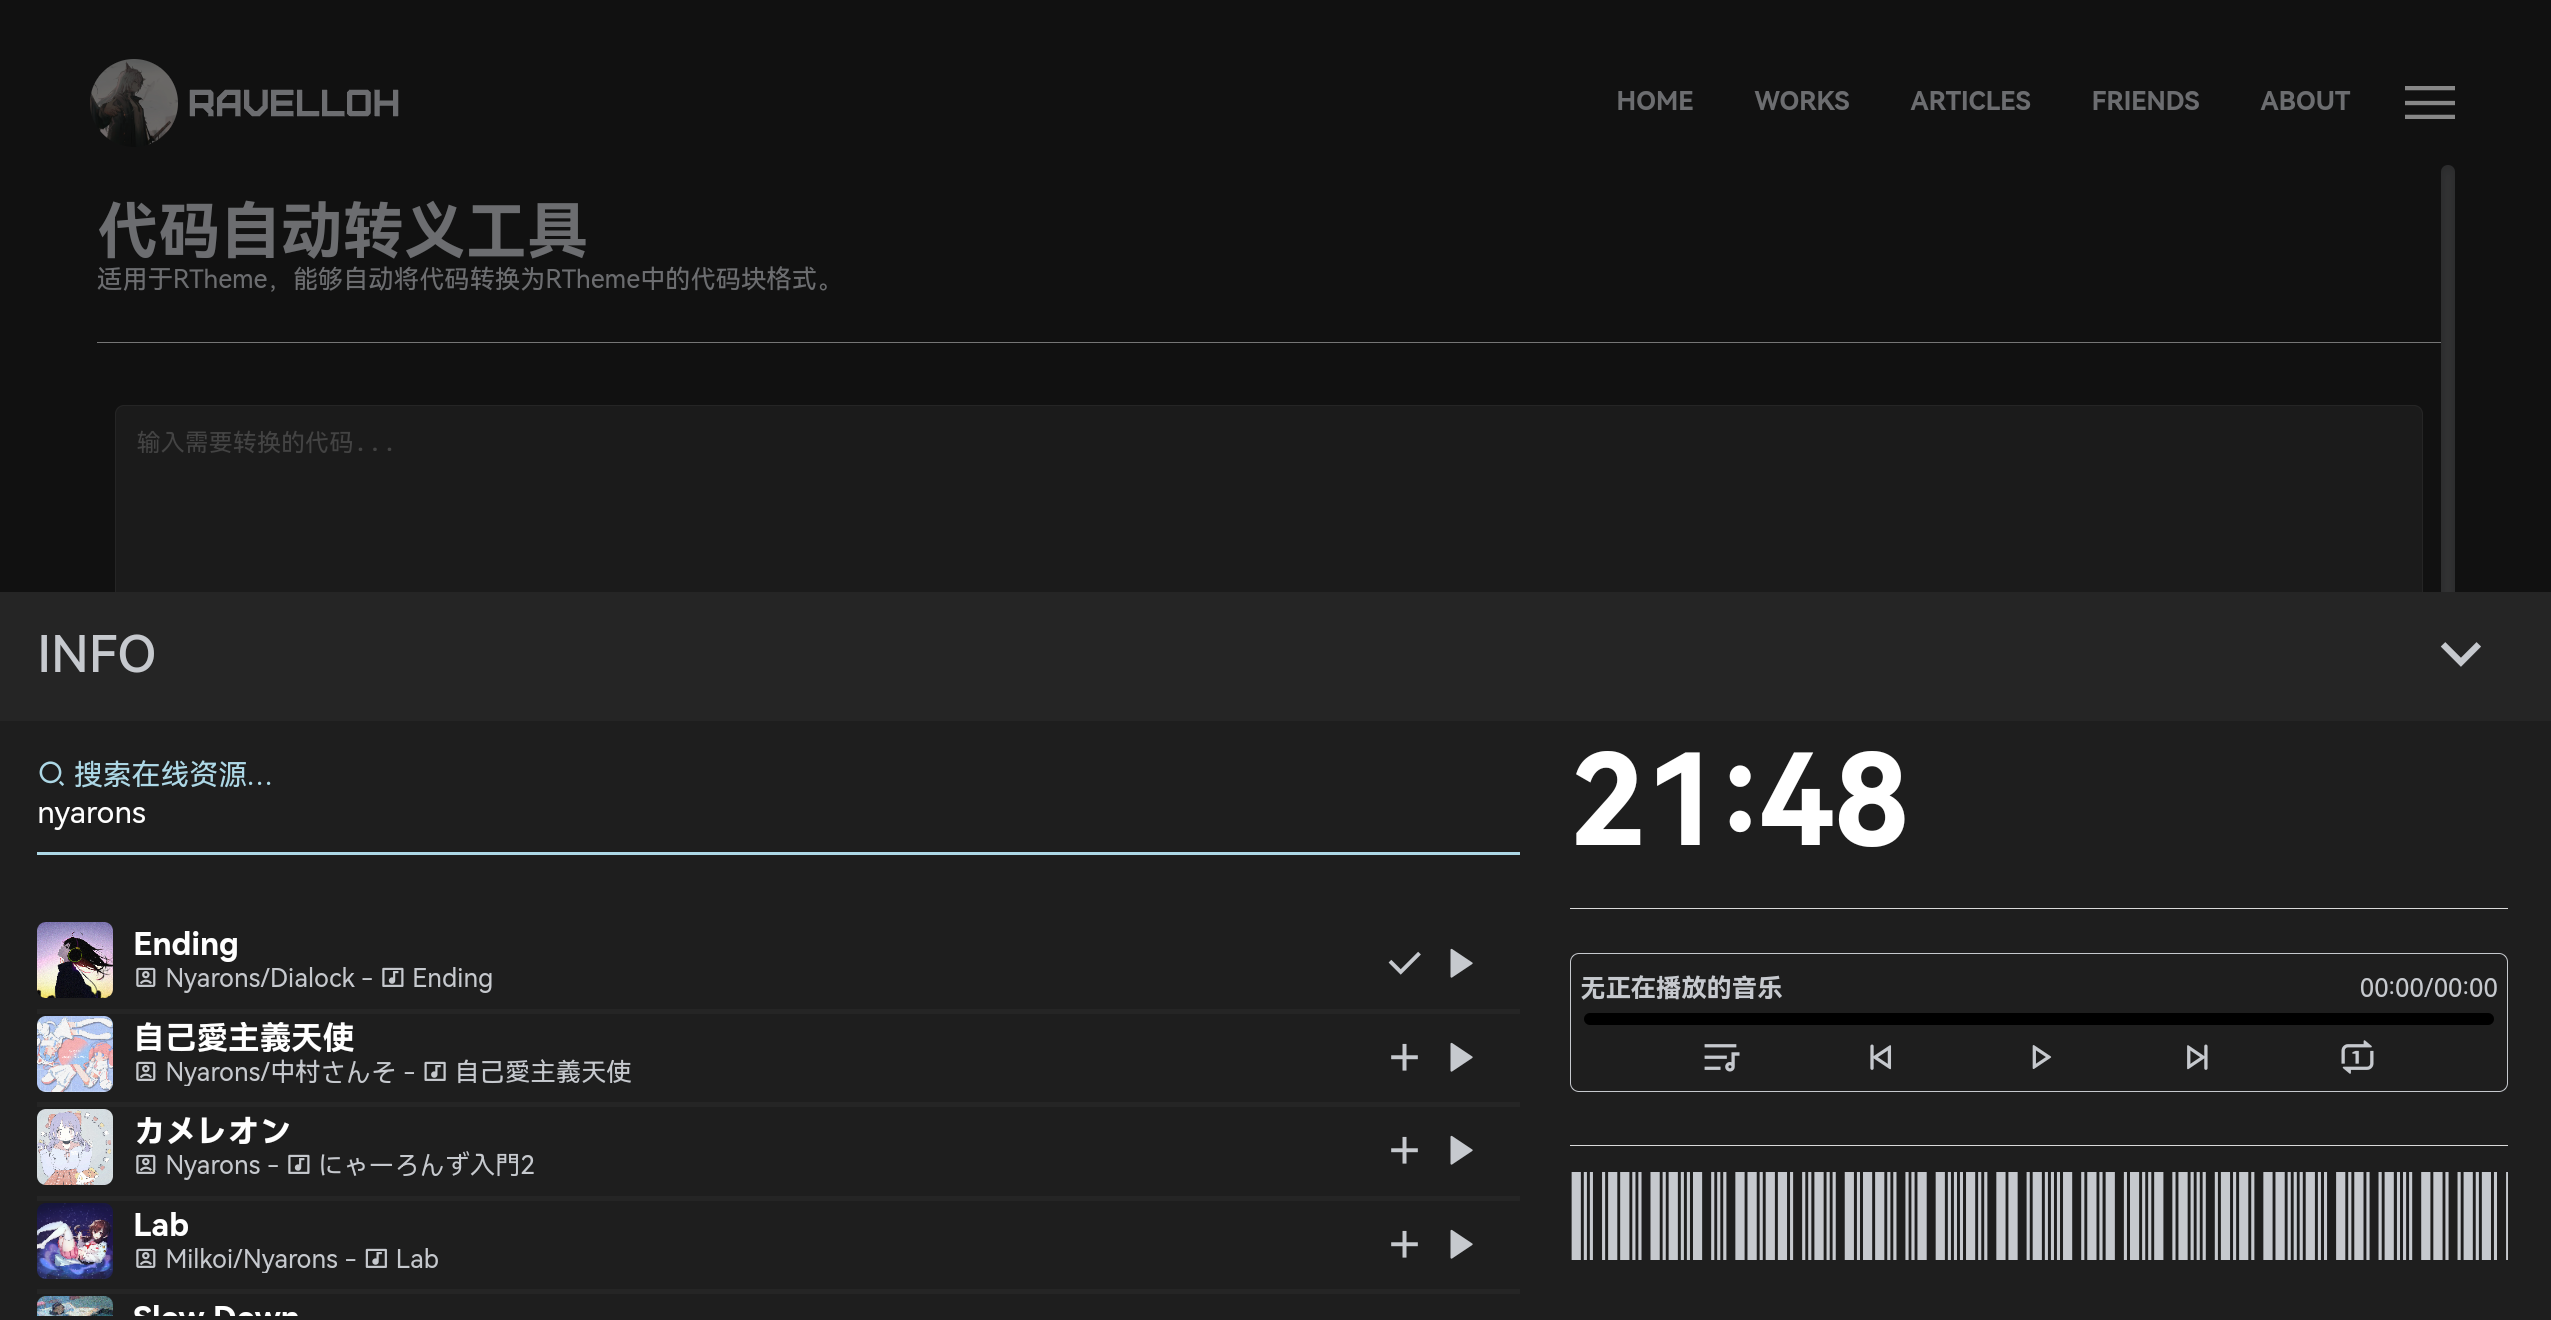 RAVELLOH
HOME WORKS ARTICLES FRIENDS ABOUT
代码自动转义工具
适用于RTheme，能够自动将代码转换为RTheme中的代码块格式。
输入需要转换的代码...
INFO
搜索在线资源...
nyarons
Ending
Nyarons/Dialock - Ending
自己愛主義天使
Nyarons/中村さんそ - 自己愛主義天使
カメレオン
Nyarons - にゃーろんず入門2
Lab
Milkoi/Nyarons - Lab
Slow Down
21:48
无正在播放的音乐 00:00/00:00
1